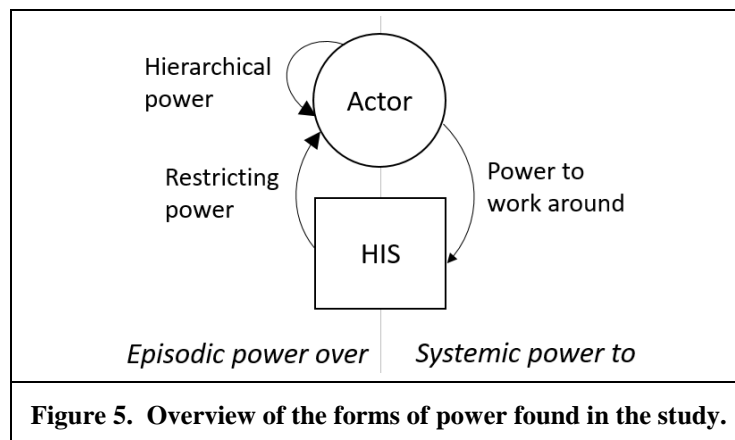 Hierarchical
power
Actor
Restricting
power
Power to
work around
HIS
Episodic power over
Systemic power to
Figure 5. Overview of the forms of power found in the study.